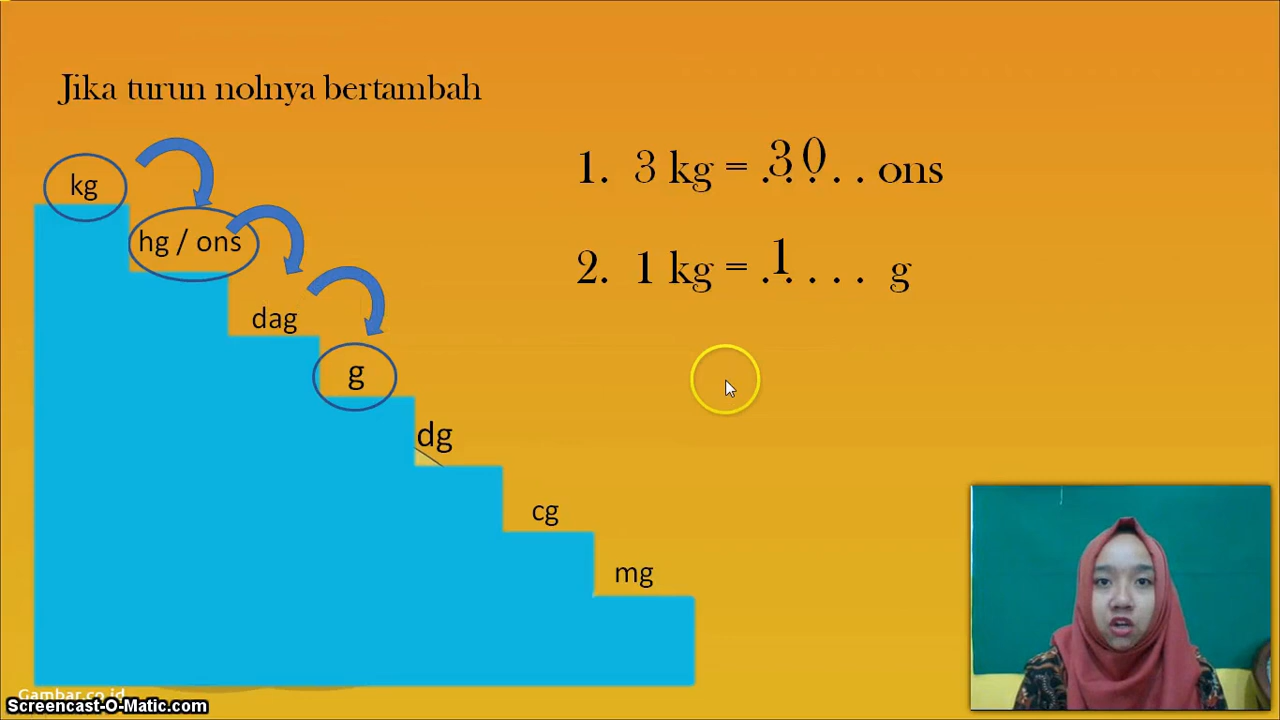 Jika turun nolnya bertambah
kg
hg / ons
dag
g
dg
cg
mg
1. 3 kg = .30. . . ons
2. 1 kg = .1. . . . g
Gambar.co.id
Screencast-O-Matic.com